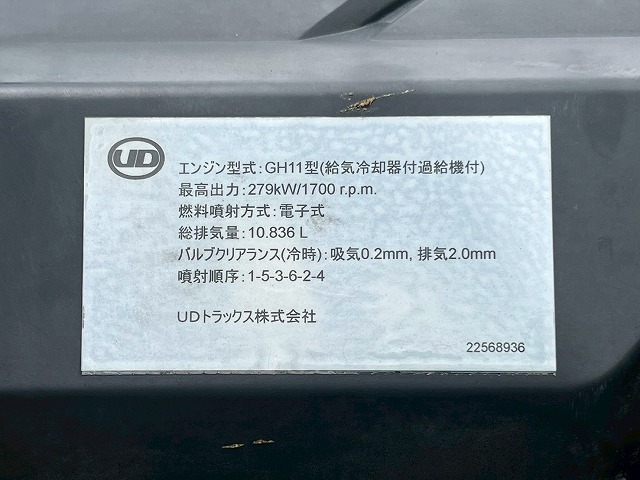 UD
エンジン型式:GH11型(給気冷却器付過給機付)
最高出力:279kW/1700 r.p.m.
燃料噴射方式:電子式
総排気量:10.836 L
バルブクリアランス(冷時):吸気0.2mm, 排気2.0mm
噴射順序:1-5-3-6-2-4
UDトラックス株式会社
22568936